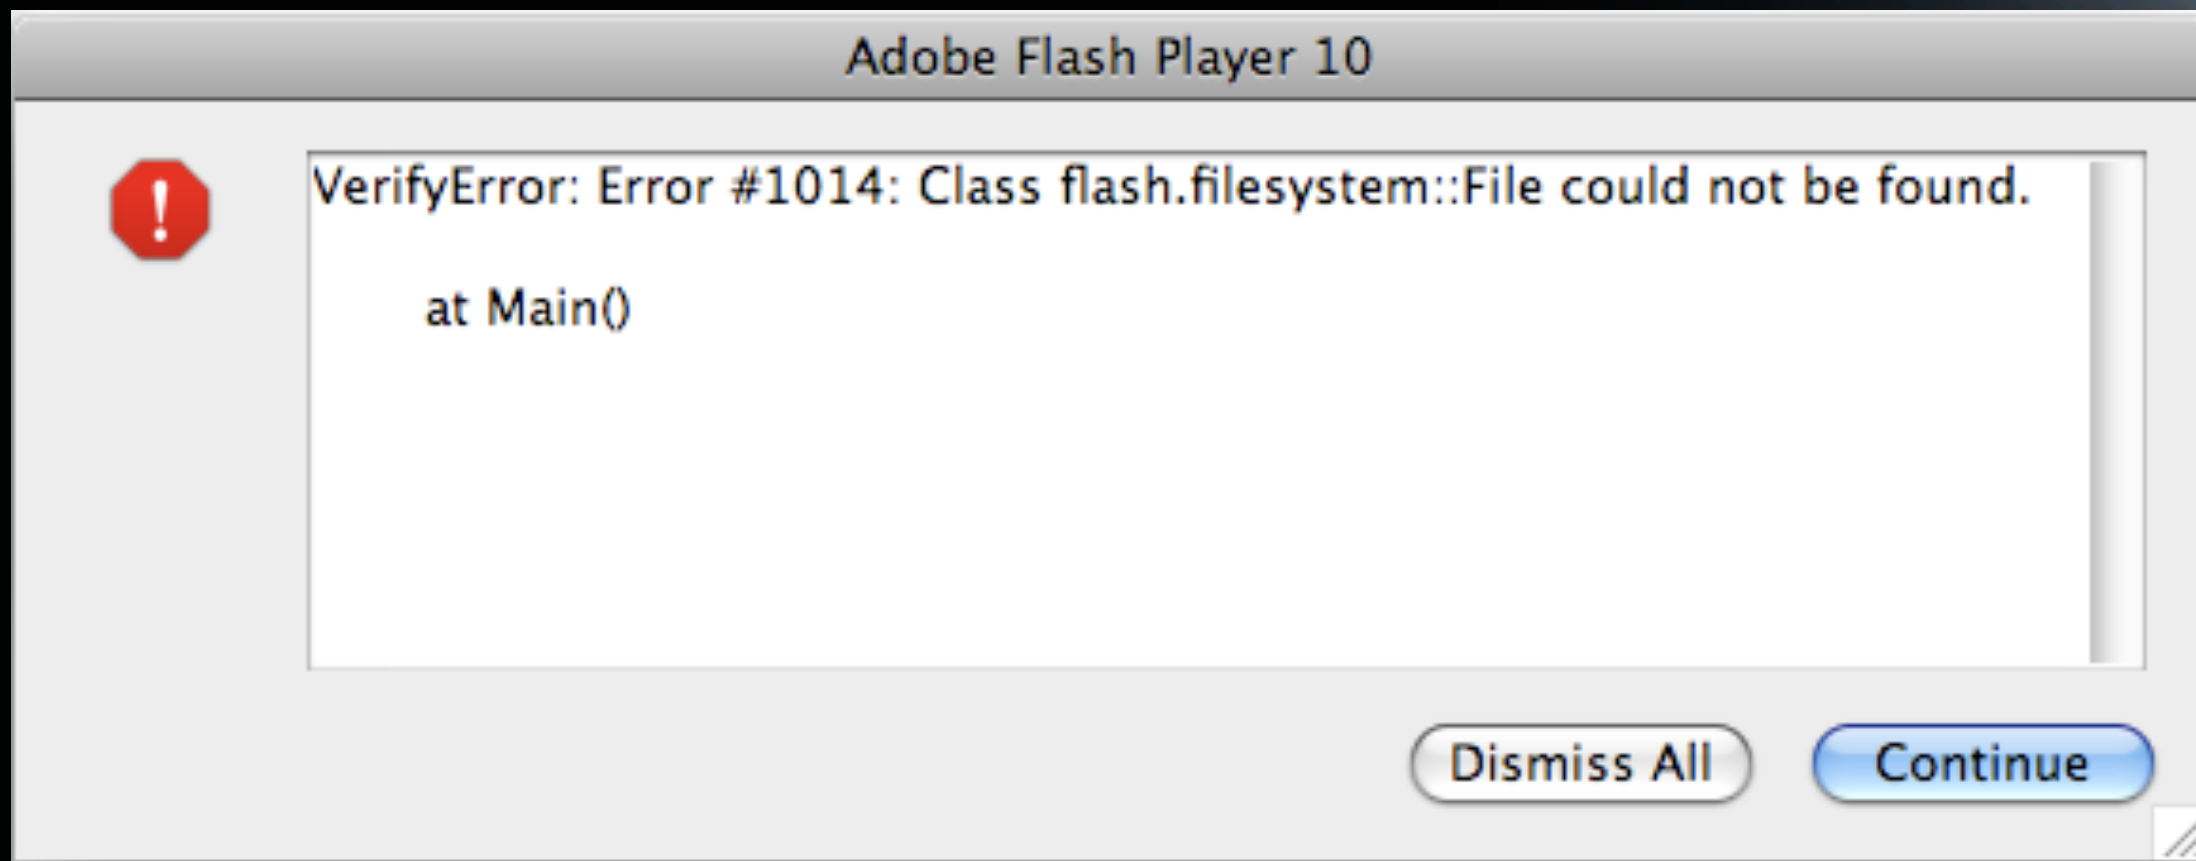 Adobe Flash Player 10
VerifyError: Error #1014: Class flash.filesystem::File could not be found.
at Main()
Dismiss All
Continue